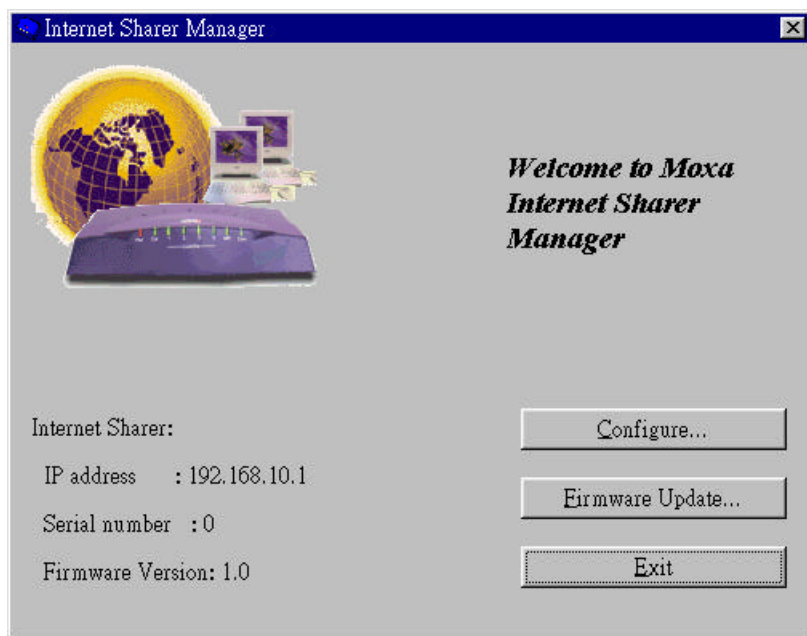 Internet Sharer Manager
Welcome to Moxa
Internet Sharer
Manager
Internet Sharer:
IP address : 192.168.10.1
Serial number : 0
Firmware Version: 1.0
Configure...
Firmware Update...
Exit